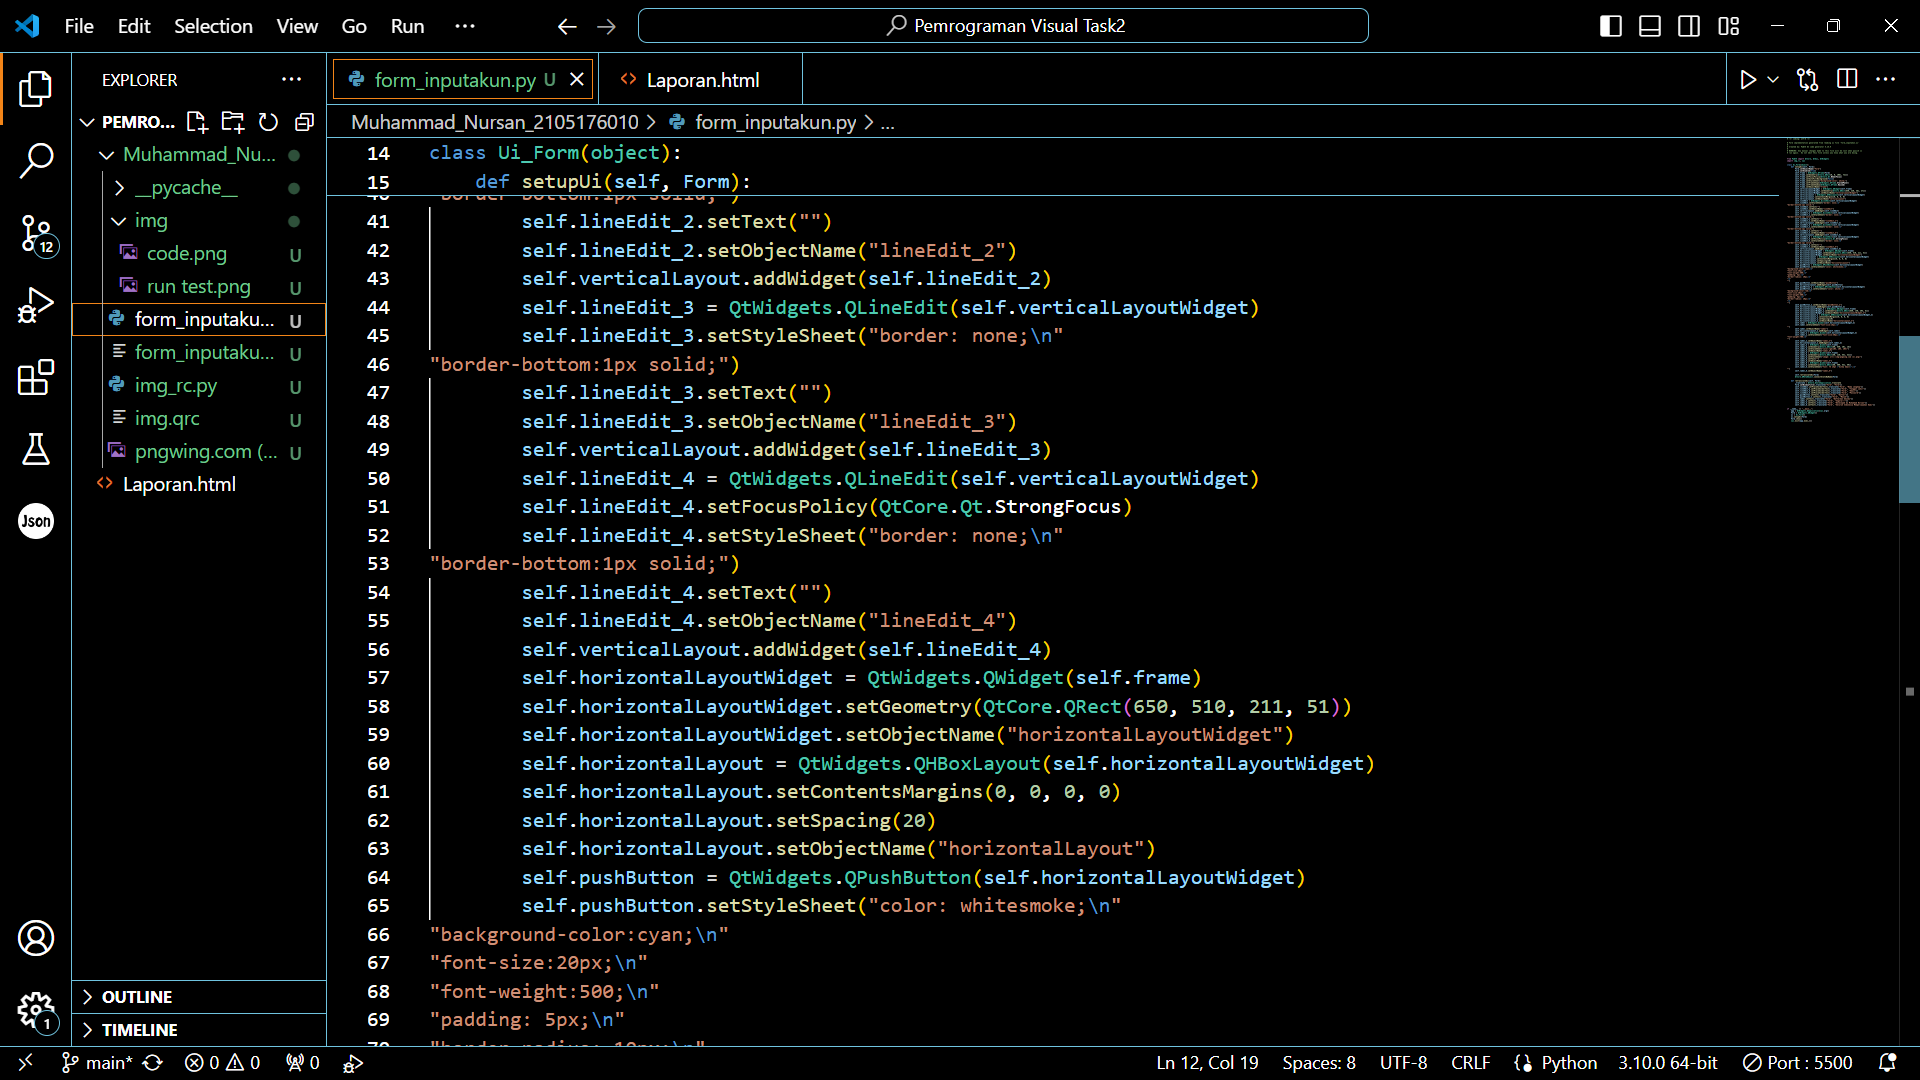 File Edit Selection View Go Run ···
Pemrograman Visual Task2
EXPLORER ···
PEMRO...
Muhammad_Nu...
__pycache__
img
code.png U
run test.png U
form_inputaku... U
form_inputaku... U
img_rc.py U
img.qrc U
pngwing.com (... U
Laporan.html
12
Json
1
OUTLINE
TIMELINE
form_inputakun.py U
Laporan.html
Muhammad_Nursan_2105176010 > form_inputakun.py > ...
14 class Ui_Form(object):
15 def setupUi(self, Form):
41 self.lineEdit_2.setText("")
42 self.lineEdit_2.setObjectName("lineEdit_2")
43 self.verticalLayout.addWidget(self.lineEdit_2)
44 self.lineEdit_3 = QtWidgets.QLineEdit(self.verticalLayoutWidget)
45 self.lineEdit_3.setStyleSheet("border: none;\n"
46 "border-bottom:1px solid;")
47 self.lineEdit_3.setText("")
48 self.lineEdit_3.setObjectName("lineEdit_3")
49 self.verticalLayout.addWidget(self.lineEdit_3)
50 self.lineEdit_4 = QtWidgets.QLineEdit(self.verticalLayoutWidget)
51 self.lineEdit_4.setFocusPolicy(QtCore.Qt.StrongFocus)
52 self.lineEdit_4.setStyleSheet("border: none;\n"
53 "border-bottom:1px solid;")
54 self.lineEdit_4.setText("")
55 self.lineEdit_4.setObjectName("lineEdit_4")
56 self.verticalLayout.addWidget(self.lineEdit_4)
57 self.horizontalLayoutWidget = QtWidgets.QWidget(self.frame)
58 self.horizontalLayoutWidget.setGeometry(QtCore.QRect(650, 510, 211, 51))
59 self.horizontalLayoutWidget.setObjectName("horizontalLayoutWidget")
60 self.horizontalLayout = QtWidgets.QHBoxLayout(self.horizontalLayoutWidget)
61 self.horizontalLayout.setContentsMargins(0, 0, 0, 0)
62 self.horizontalLayout.setSpacing(20)
63 self.horizontalLayout.setObjectName("horizontalLayout")
64 self.pushButton = QtWidgets.QPushButton(self.horizontalLayoutWidget)
65 self.pushButton.setStyleSheet("color: whitesmoke;\n"
66 "background-color:cyan;\n"
67 "font-size:20px;\n"
68 "font-weight:500;\n"
69 "padding: 5px;\n"
main* 0 0 0
Ln 12, Col 19 Spaces: 8 UTF-8 CRLF Python 3.10.0 64-bit Port : 5500